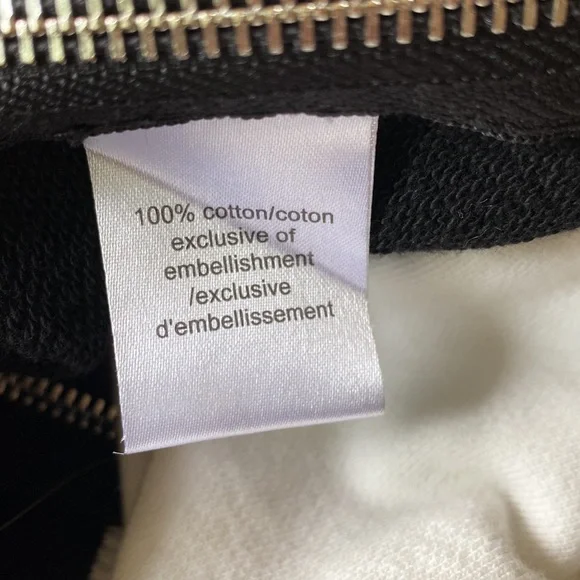 100% cotton/coton
exclusive of
embellishment
/exclusive
d'embellissement